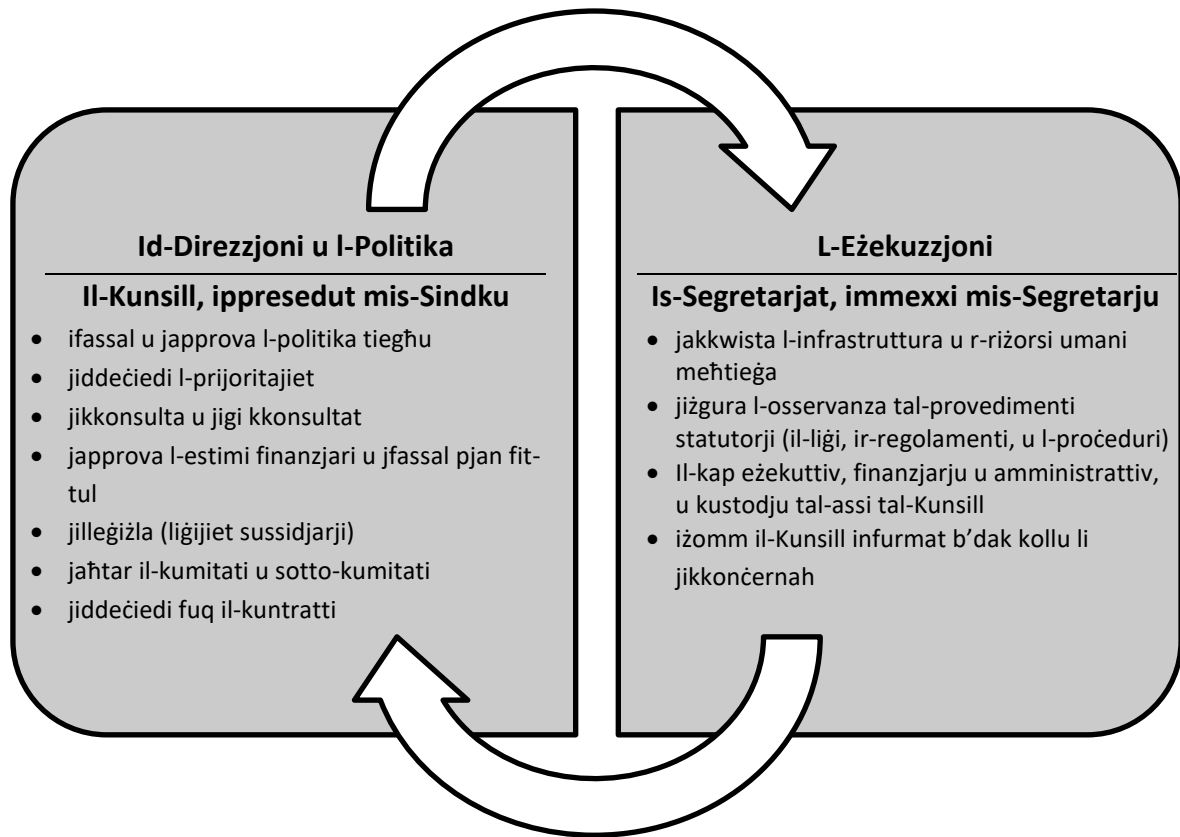 Id-Direzzjoni u l-Politika
Il-Kunsill, ippresedut mis-Sindku
• ifassal u japprova l-politika tiegħu
• jiddeċiedi l-prijoritajiet
• jikkonsulta u jigi kkonsultat
• japprova l-estimi finanzjari u jfassal pjan fit-
tul
• jilleġiżla (liġijiet sussidjarji)
• jaħtar il-kumitati u sotto-kumitati
• jiddeċiedi fuq il-kuntratti
L-Eżekuzzjoni
Is-Segretarjat, immexxi mis-Segretarju
• jakkwista l-infrastruttura u r-riżorsi umani
meħtieġa
• jiżgura l-osservanza tal-provedimenti
statutorji (il-liġi, ir-regolamenti, u l-proċeduri)
• Il-kap eżekuttiv, finanzjarju u amministrattiv,
u kustodju tal-assi tal-Kunsill
• iżomm il-Kunsill infurmat b’dak kollu li
jikkonċernah